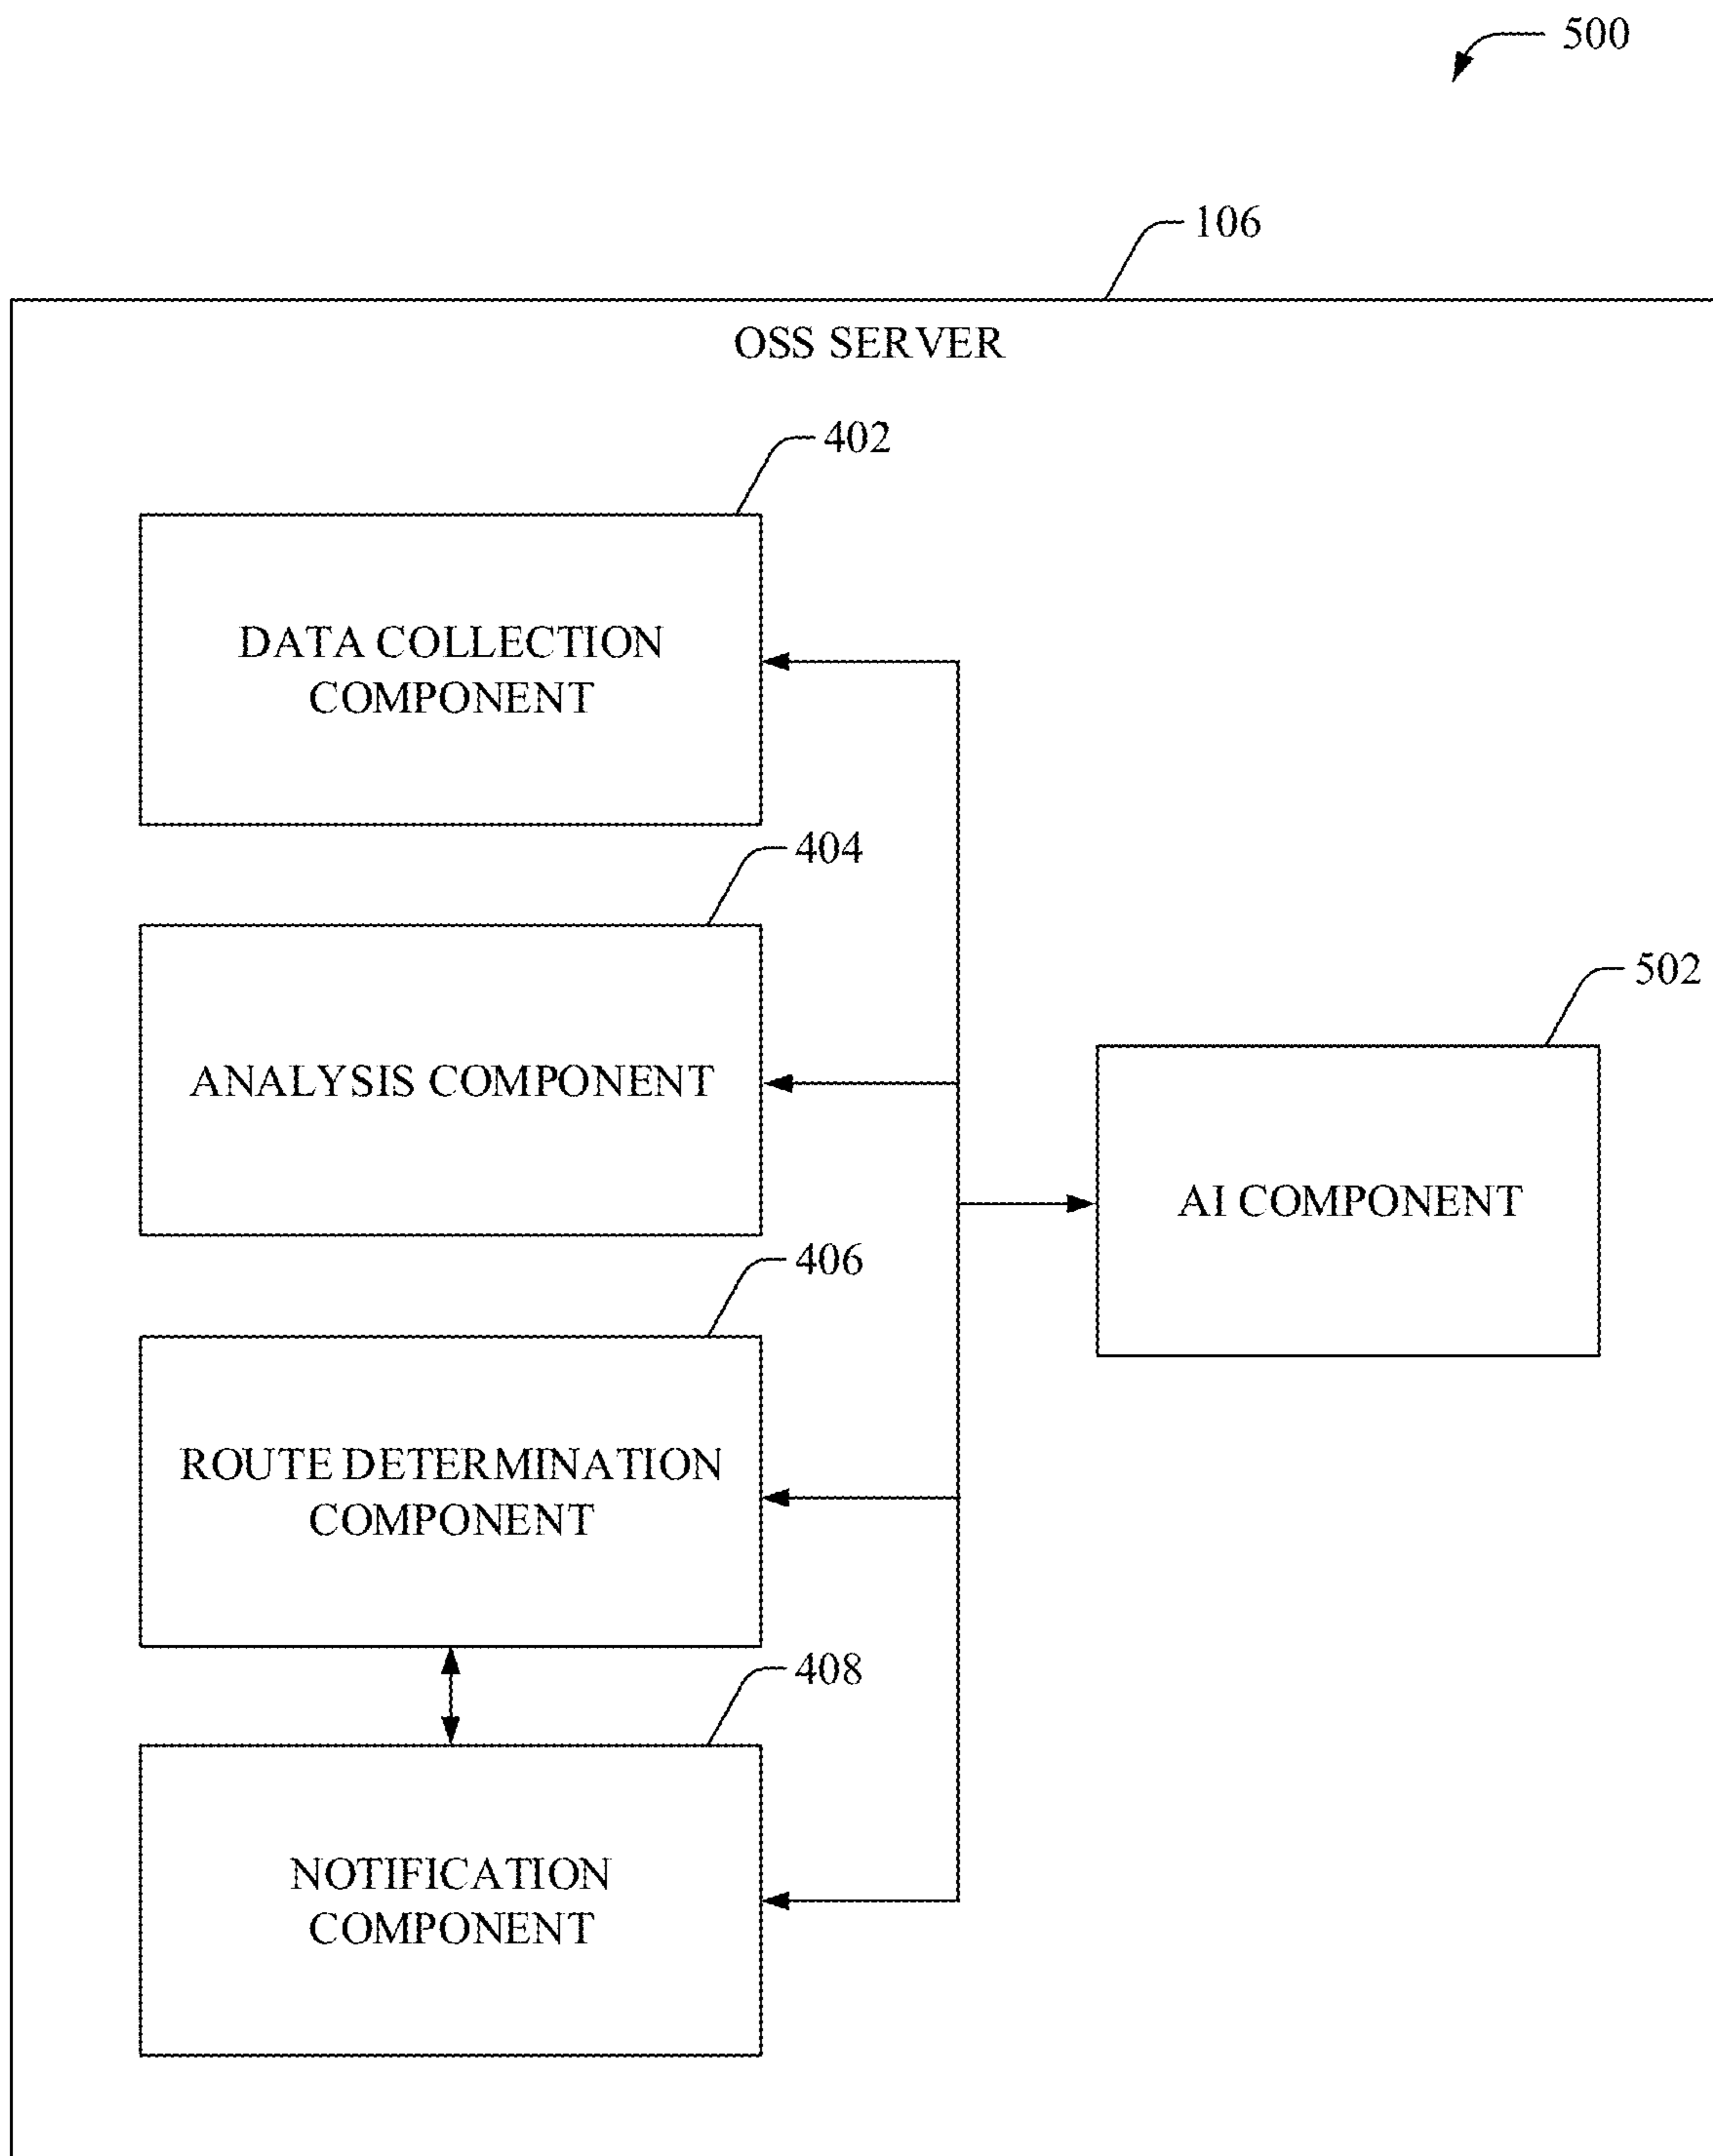 500
106
OSS SERVER
402
DATA COLLECTION
COMPONENT
404
ANALYSIS COMPONENT
502
AI COMPONENT
406
ROUTE DETERMINATION
COMPONENT
408
NOTIFICATION
COMPONENT